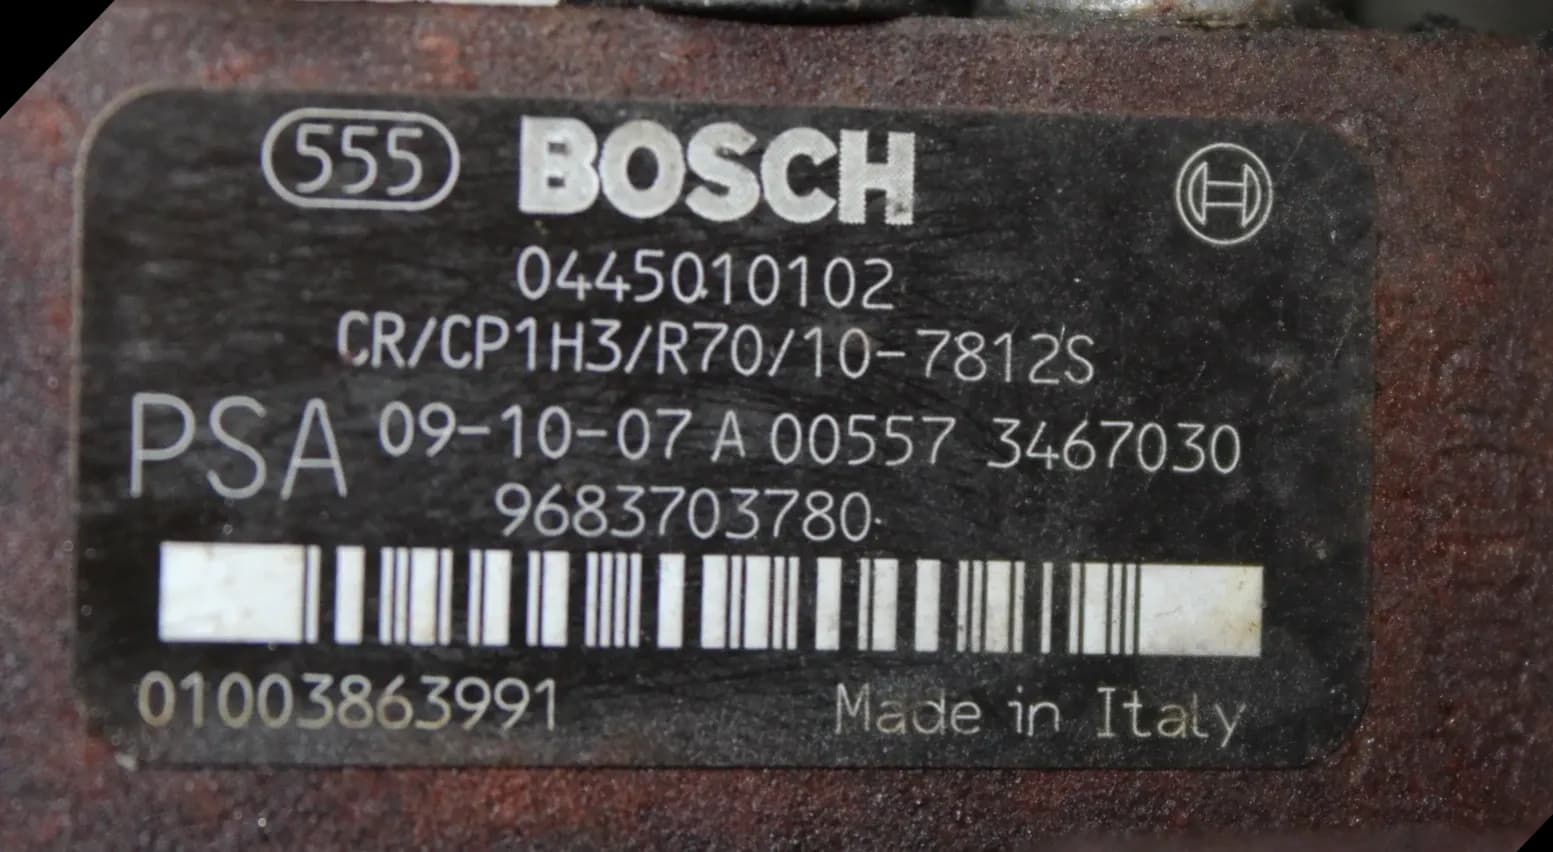 555 BOSCH
0445010102
CR/CP1H3/R70/10-7812S
PSA 09-10-07 A 00557 3467030
9683703780
01003863991 Made in Italy